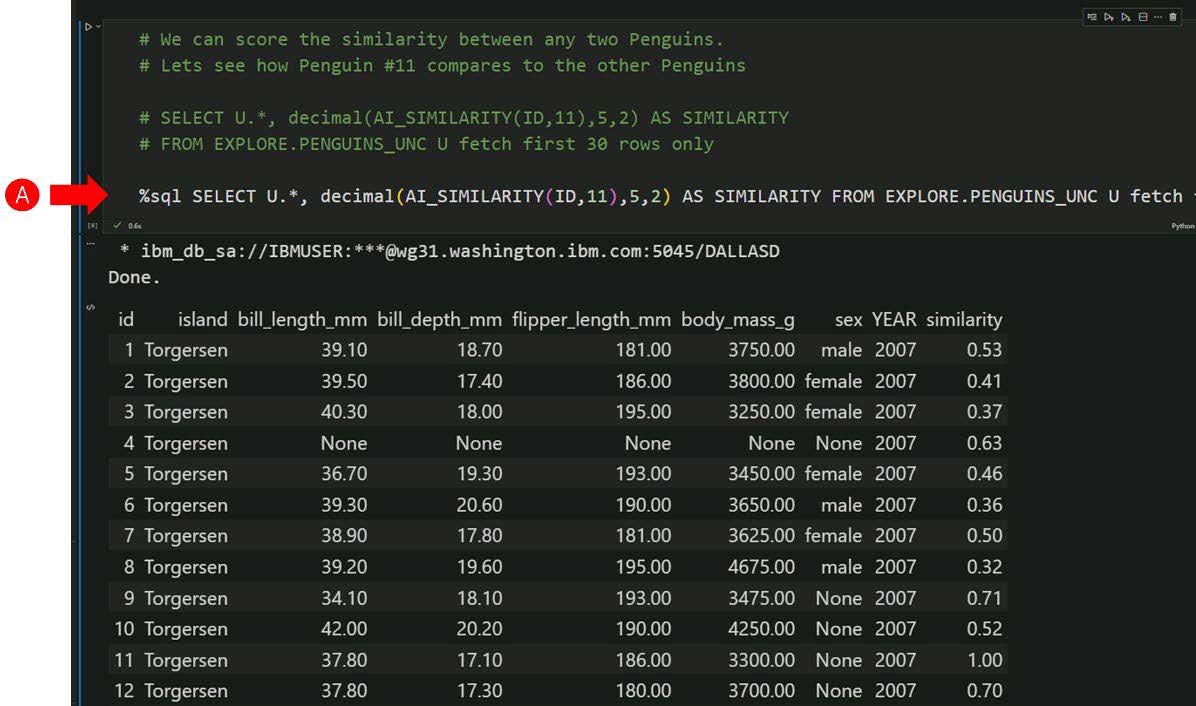 # We can score the similarity between any two Penguins.
# Lets see how Penguin #11 compares to the other Penguins
# SELECT U.*, decimal(AI_SIMILARITY(ID,11),5,2) AS SIMILARITY
# FROM EXPLORE.PENGUINS_UNC U fetch first 30 rows only
A
%sql SELECT U.*, decimal(AI_SIMILARITY(ID,11),5,2) AS SIMILARITY FROM EXPLORE.PENGUINS_UNC U fetch
[8] 0.6s Python
* ibm_db_sa://IBMUSER:***@wg31.washington.ibm.com:5045/DALLASD
Done.
id island bill_length_mm bill_depth_mm flipper_length_mm body_mass_g sex YEAR similarity
1 Torgersen 39.10 18.70 181.00 3750.00 male 2007 0.53
2 Torgersen 39.50 17.40 186.00 3800.00 female 2007 0.41
3 Torgersen 40.30 18.00 195.00 3250.00 female 2007 0.37
4 Torgersen None None None None None 2007 0.63
5 Torgersen 36.70 19.30 193.00 3450.00 female 2007 0.46
6 Torgersen 39.30 20.60 190.00 3650.00 male 2007 0.36
7 Torgersen 38.90 17.80 181.00 3625.00 female 2007 0.50
8 Torgersen 39.20 19.60 195.00 4675.00 male 2007 0.32
9 Torgersen 34.10 18.10 193.00 3475.00 None 2007 0.71
10 Torgersen 42.00 20.20 190.00 4250.00 None 2007 0.52
11 Torgersen 37.80 17.10 186.00 3300.00 None 2007 1.00
12 Torgersen 37.80 17.30 180.00 3700.00 None 2007 0.70